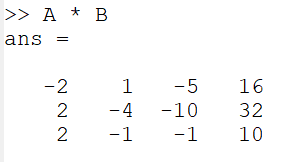 >> A * B
ans =
-2 1 -5 16
2 -4 -10 32
2 -1 -1 10